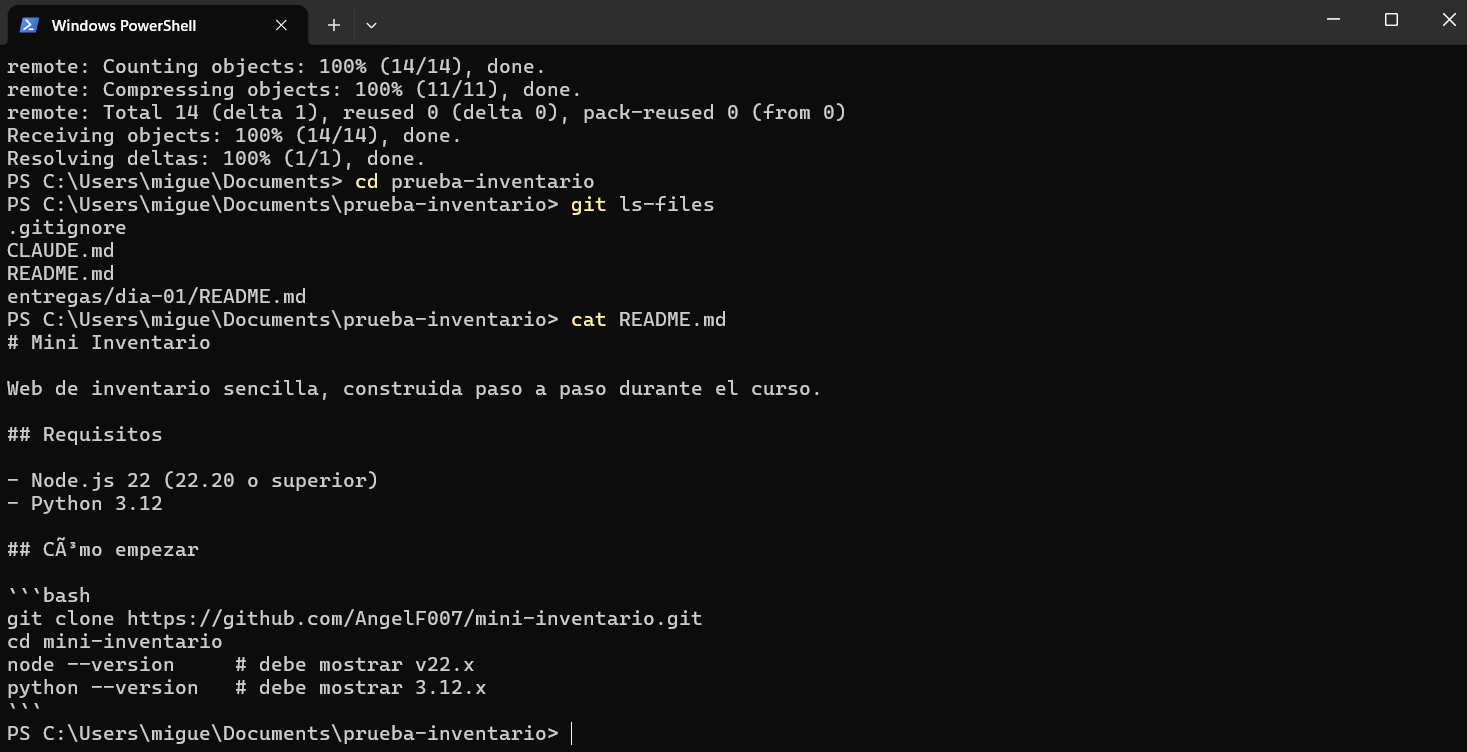 Windows PowerShell
remote: Counting objects: 100% (14/14), done.
remote: Compressing objects: 100% (11/11), done.
remote: Total 14 (delta 1), reused 0 (delta 0), pack-reused 0 (from 0)
Receiving objects: 100% (14/14), done.
Resolving deltas: 100% (1/1), done.
PS C:\Users\migue\Documents> cd prueba-inventario
PS C:\Users\migue\Documents\prueba-inventario> git ls-files
.gitignore
CLAUDE.md
README.md
entregas/dia-01/README.md
PS C:\Users\migue\Documents\prueba-inventario> cat README.md
# Mini Inventario
Web de inventario sencilla, construida paso a paso durante el curso.
## Requisitos
- Node.js 22 (22.20 o superior)
- Python 3.12
## CÃ³mo empezar
```bash
git clone https://github.com/AngelF007/mini-inventario.git
cd mini-inventario
node --version     # debe mostrar v22.x
python --version   # debe mostrar 3.12.x
```
PS C:\Users\migue\Documents\prueba-inventario>